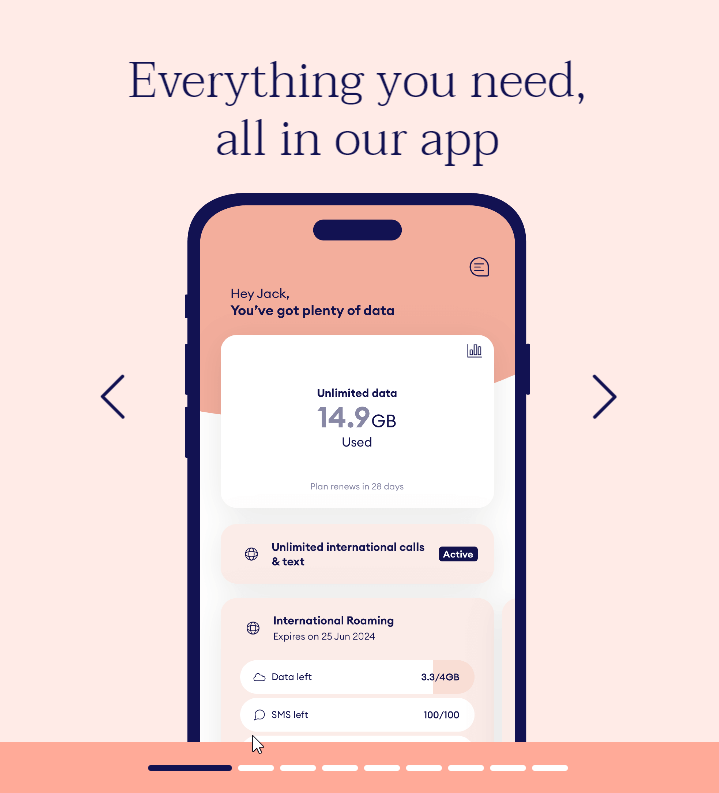 Everything you need,
all in our app
Hey Jack,
You've got plenty of data
Unlimited data
14.9GB
Used
Plan renews in 28 days
Unlimited international calls
& text
Active
International Roaming
Expires on 25 Jun 2024
Data left
3.3/4GB
SMS left
100/100